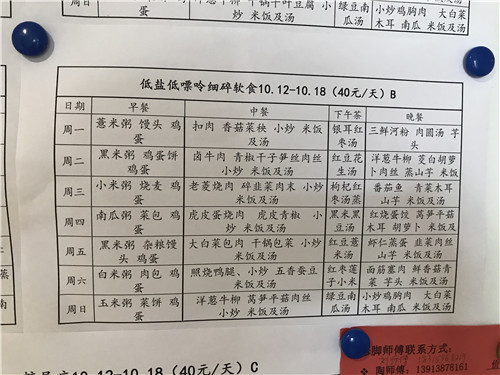 小炒 米饭及汤
瓜汤
小炒鸡胸肉 大白菜
木耳 南瓜 米饭及汤
低盐低嘌呤细碎软食10.12-10.18（40元/天）B
日期 早餐 中餐 下午茶 晚餐
周一 薏米粥 馒头 鸡蛋 扣肉 香菇菜秧 小炒 米饭及汤 银耳红枣汤 三鲜河粉 肉圆汤 芋头
周二 黑米粥 鸡蛋饼 鸡蛋 卤牛肉 青椒干子笋丝肉丝 小炒 米饭及汤 红豆花生汤 洋葱牛柳 茭白胡萝卜肉丝 蒸山芋 米饭
周三 小米粥 烧麦 鸡蛋 老菱烧肉 碎韭菜肉末 小炒 米饭及汤 枸杞红枣汤蒸 番茄鱼 青菜木耳 山芋 米饭及汤
周四 南瓜粥 菜包 鸡蛋 虎皮蛋烧肉 虎皮青椒 小炒 米饭及汤 黑米黑豆汤 红烧蛋饺 莴笋平菇木耳 胡萝卜 米饭及
周五 黑米粥 杂粮馒头 鸡蛋 大白菜烧肉 干锅包菜 小炒 米饭及汤 红豆薏米汤 虾仁蒸蛋 韭菜肉丝 山芋 米饭及汤
周六 白米粥 肉包 鸡蛋 照烧鸭腿、小炒 五香蚕豆 米饭及汤 红枣莲子小米 面筋塞肉 鲜香菇青菜 芋头 米饭及汤
周日 玉米粥 菜饼 鸡蛋 洋葱牛柳 莴笋平菇肉丝 小炒 米饭及汤 绿豆南瓜汤 小炒鸡胸肉 大白菜 木耳 南瓜 米饭及汤
10.12-10.18（40元/天）C
脚师傅联系方式：
陶师傅：13913878161